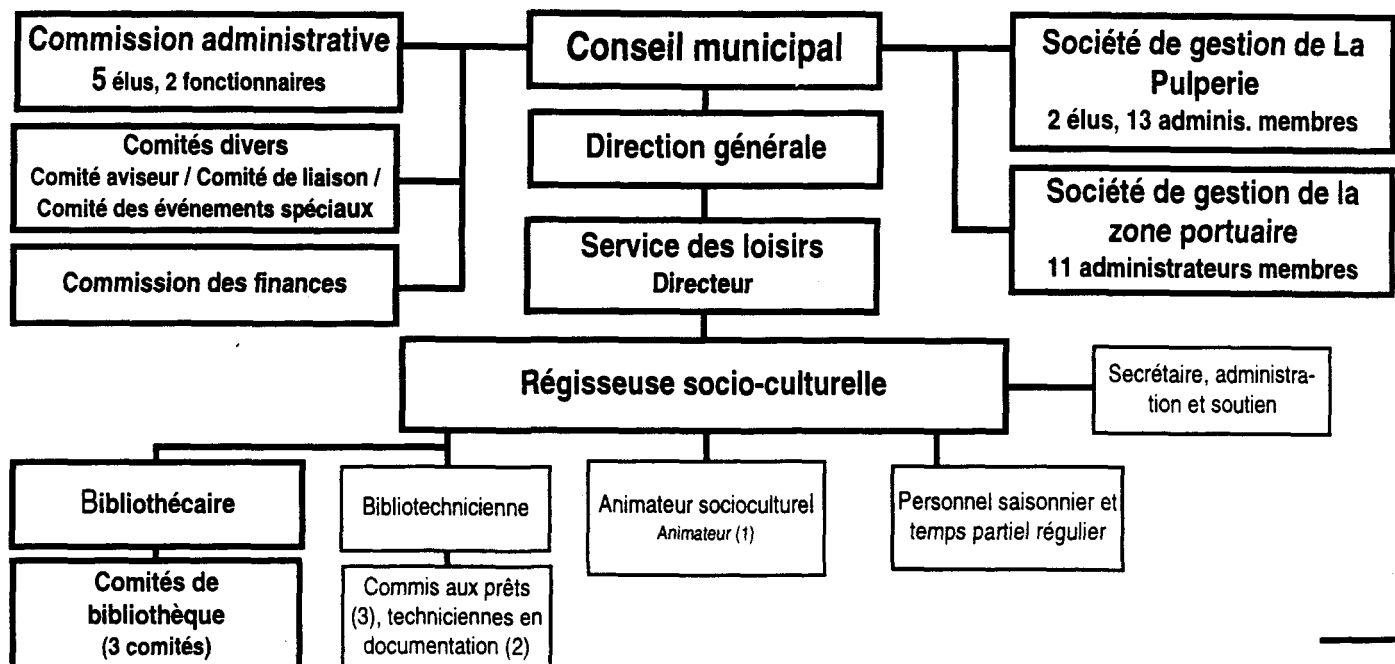 Commission administrative
5 élus, 2 fonctionnaires
Conseil municipal
Société de gestion de La
Pulperie
2 élus, 13 adminis. membres
Comités divers
Comité aviseur / Comité de liaison /
Comité des événements spéciaux
Direction générale
Société de gestion de la
zone portuaire
11 administrateurs membres
Commission des finances
Service des loisirs
Directeur
Régisseuse socio-culturelle
Secrétaire, administra-
tion et soutien
Bibliothécaire
Bibliotechnicienne
Animateur socioculturel
Animateur (1)
Personnel saisonnier et
temps partiel régulier
Comités de
bibliothèque
(3 comités)
Commis aux prêts
(3), techniciennes en
documentation (2)